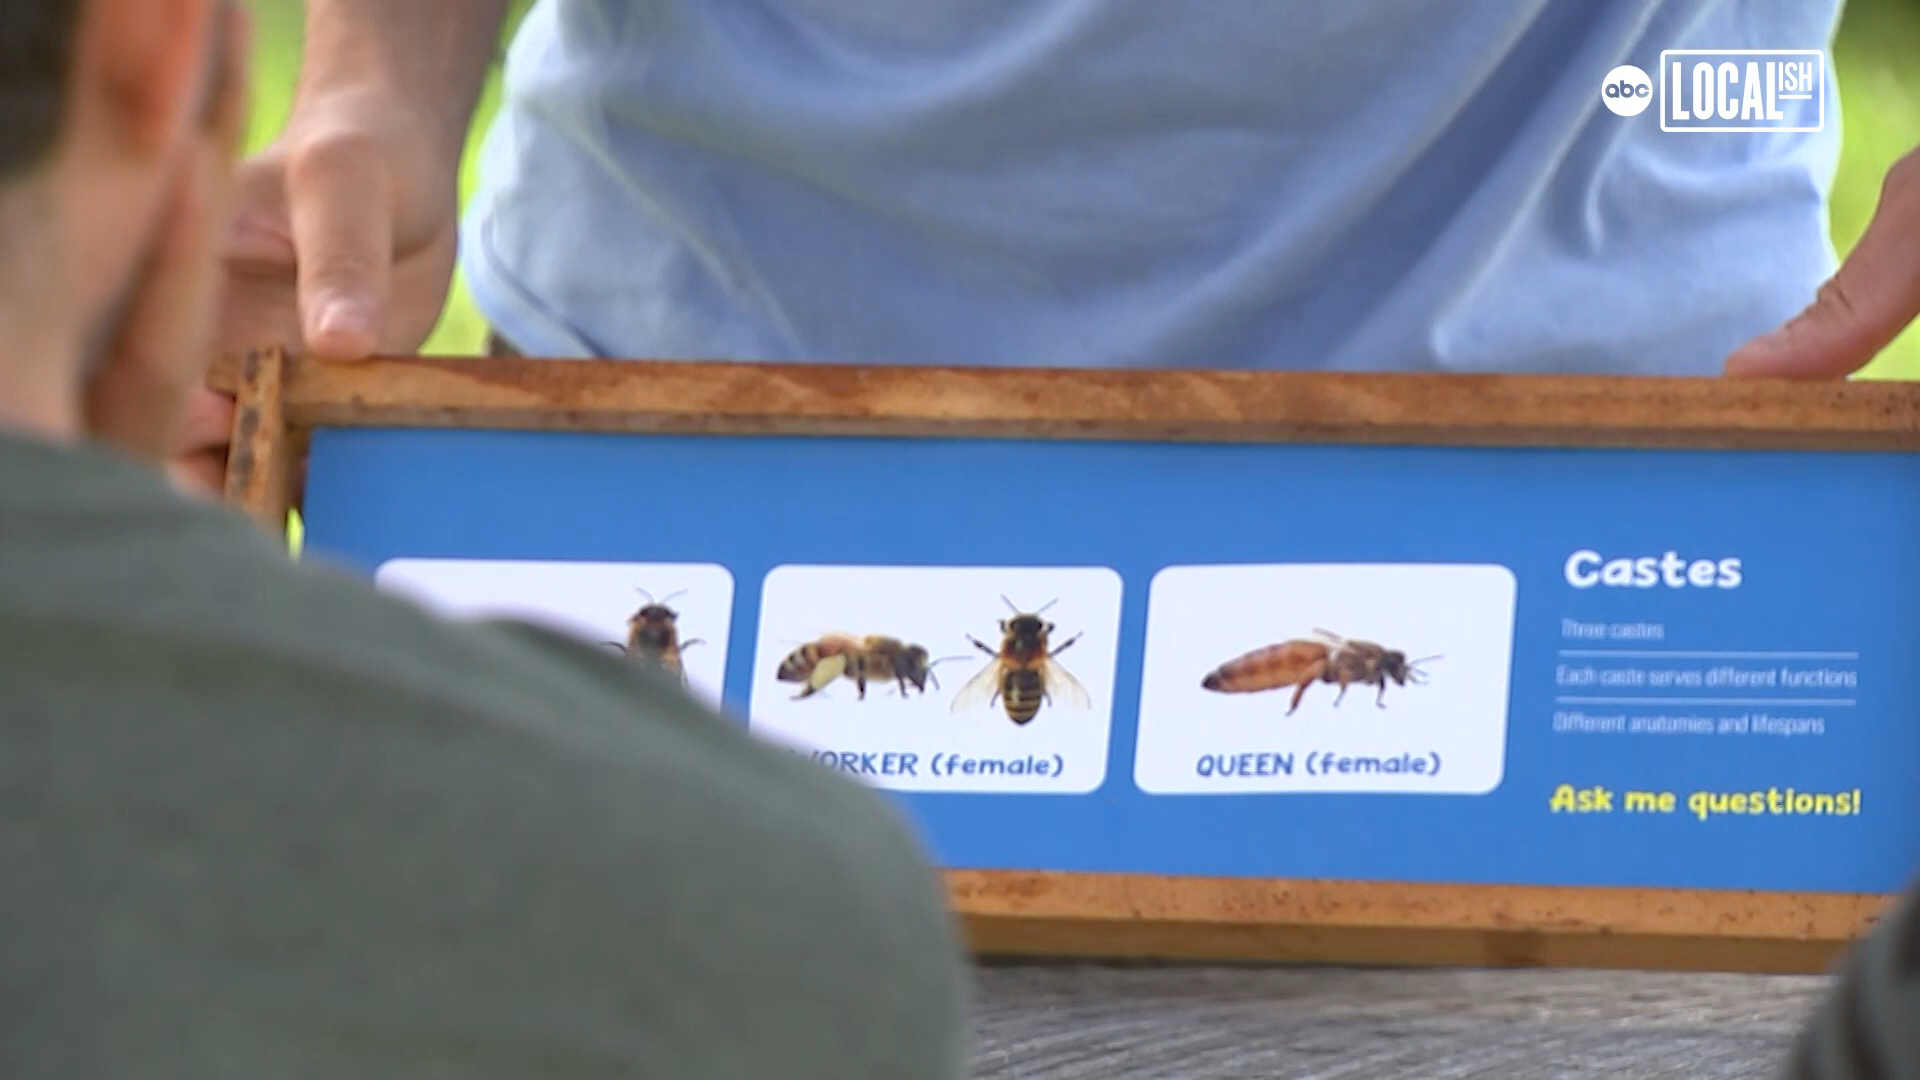 abc LOCALISH
Castes
Three castes
Each caste serves different functions
Different anatomies and lifespans
(female)
QUEEN (female)
Ask me questions!